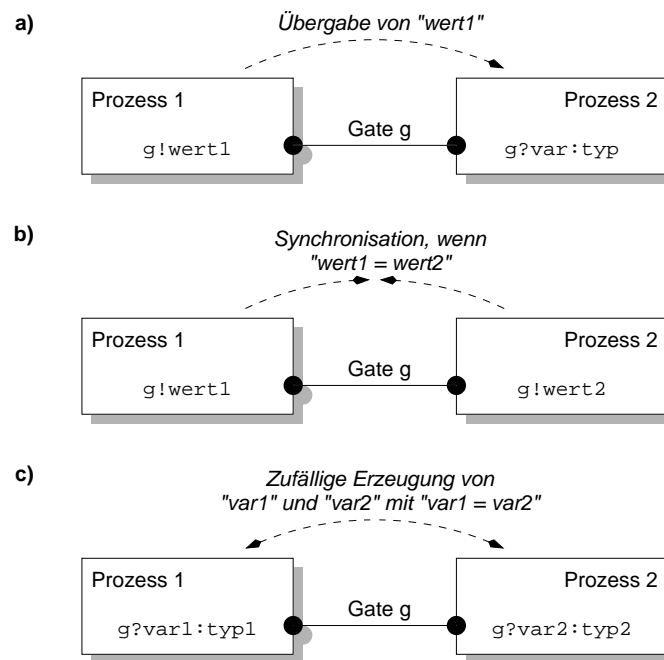 a)
Übergabe von "wert1"
Prozess 1
Prozess 2
Gate g
g!wert1
g?var:typ
b)
Synchronisation, wenn
"wert1 = wert2"
Prozess 1
Prozess 2
Gate g
g!wert1
g!wert2
c)
Zufällige Erzeugung von
"var1" und "var2" mit "var1 = var2"
Prozess 1
Prozess 2
Gate g
g?var1:typ1
g?var2:typ2